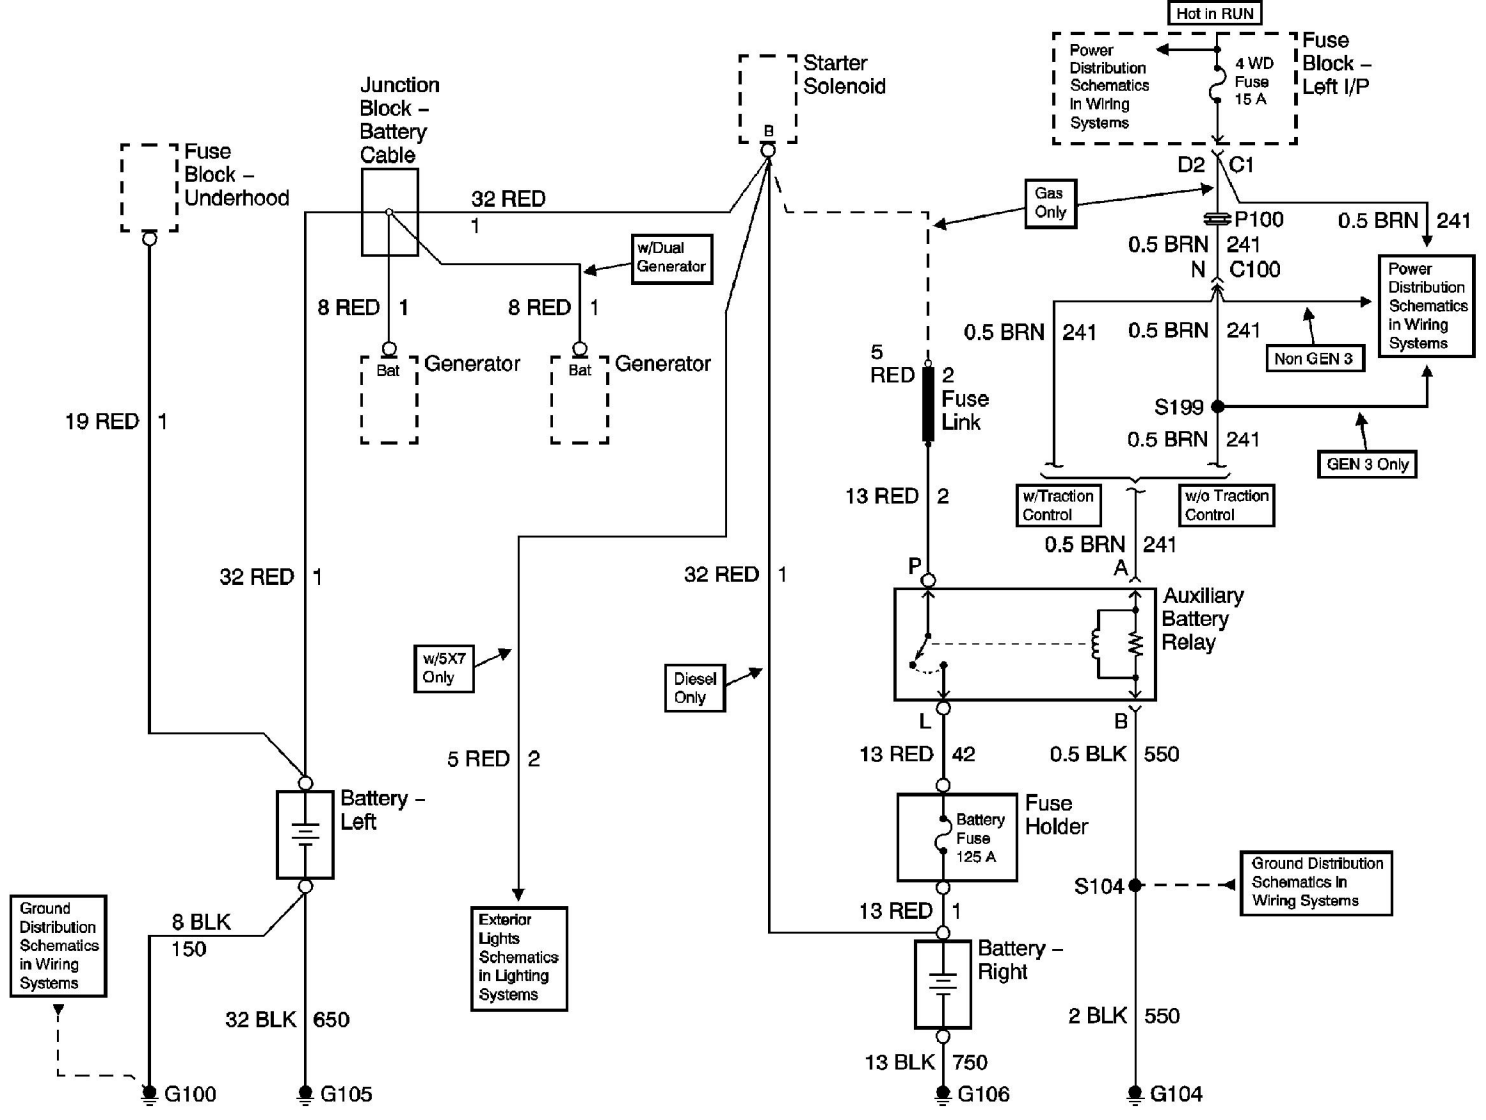 Hot in RUN
Power
Distribution
Schematics
In Wiring
Systems
4 WD
Fuse
15 A
Fuse
Block –
Left I/P
Starter
Solenoid
B
Junction
Block –
Battery
Cable
Fuse
Block –
Underhood
D2
C1
Gas
Only
32 RED
1
P100
0.5 BRN
241
0.5 BRN
241
N
C100
w/Dual
Generator
Power
Distribution
Schematics
in Wiring
Systems
8 RED
1
8 RED
1
0.5 BRN
241
0.5 BRN
241
Non GEN 3
Bat
Generator
Bat
Generator
5
RED
2
Fuse
Link
S199
19 RED
1
0.5 BRN
241
GEN 3 Only
13 RED
2
w/Traction
Control
w/o Traction
Control
0.5 BRN
241
32 RED
1
32 RED
1
P
A
Auxiliary
Battery
Relay
w/5X7
Only
Diesel
Only
L
B
5 RED
2
13 RED
42
0.5 BLK
550
Battery –
Left
Battery
Fuse
125 A
Fuse
Holder
S104
Ground Distribution
Schematics In
Wiring Systems
Ground
Distribution
Schematics
in Wiring
Systems
8 BLK
150
Exterior
Lights
Schematics
in Lighting
Systems
13 RED
1
Battery –
Right
32 BLK
650
2 BLK
550
13 BLK
750
G100
G105
G106
G104